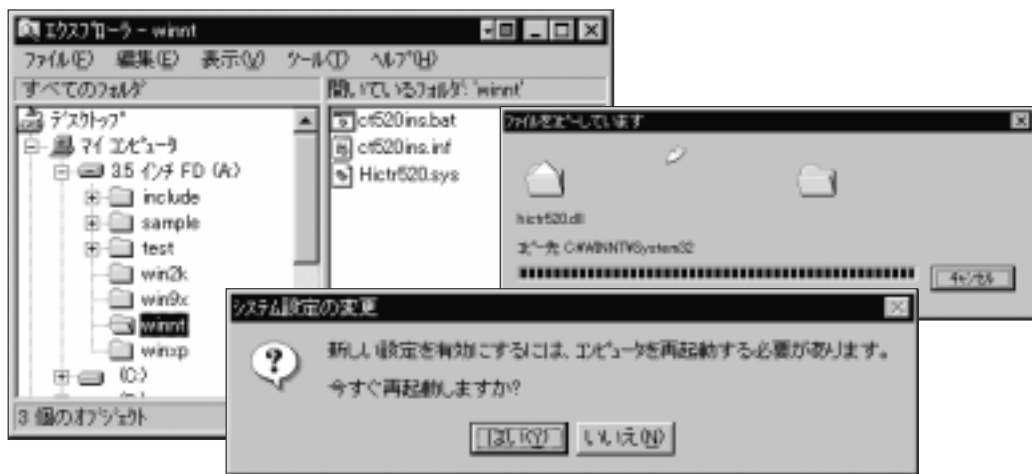 エクスプローラ - winnt
ファイル(F) 編集(E) 表示(V) ツール(T) ヘルプ(H)
すべてのフォルダ
開いているフォルダ: 'winnt'
デスクトップ
マイ コンピュータ
3.5 インチ FD (A:)
include
sample
test
win2k
win9x
winnt
winxp
(C:)
3 個のオブジェクト
ct520ins.bat
ct520ins.inf
Hictr520.sys
ファイルをコピーしています
hictr520.dll
コピー先 C:¥WINNT¥System32
キャンセル
システム設定の変更
新しい設定を有効にするには、コンピュータを再起動する必要があります。
今すぐ再起動しますか?
はい(Y) いいえ(N)